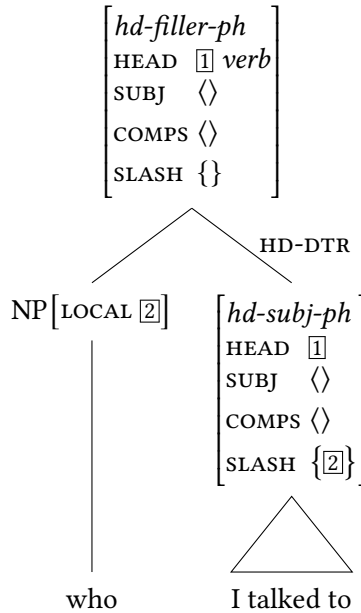 hd-filler-ph
HEAD 1 verb
SUBJ ⟨⟩
COMPS ⟨⟩
SLASH {}
HD-DTR
NP[LOCAL 2]
hd-subj-ph
HEAD 1
SUBJ ⟨⟩
COMPS ⟨⟩
SLASH {2}
who
I talked to